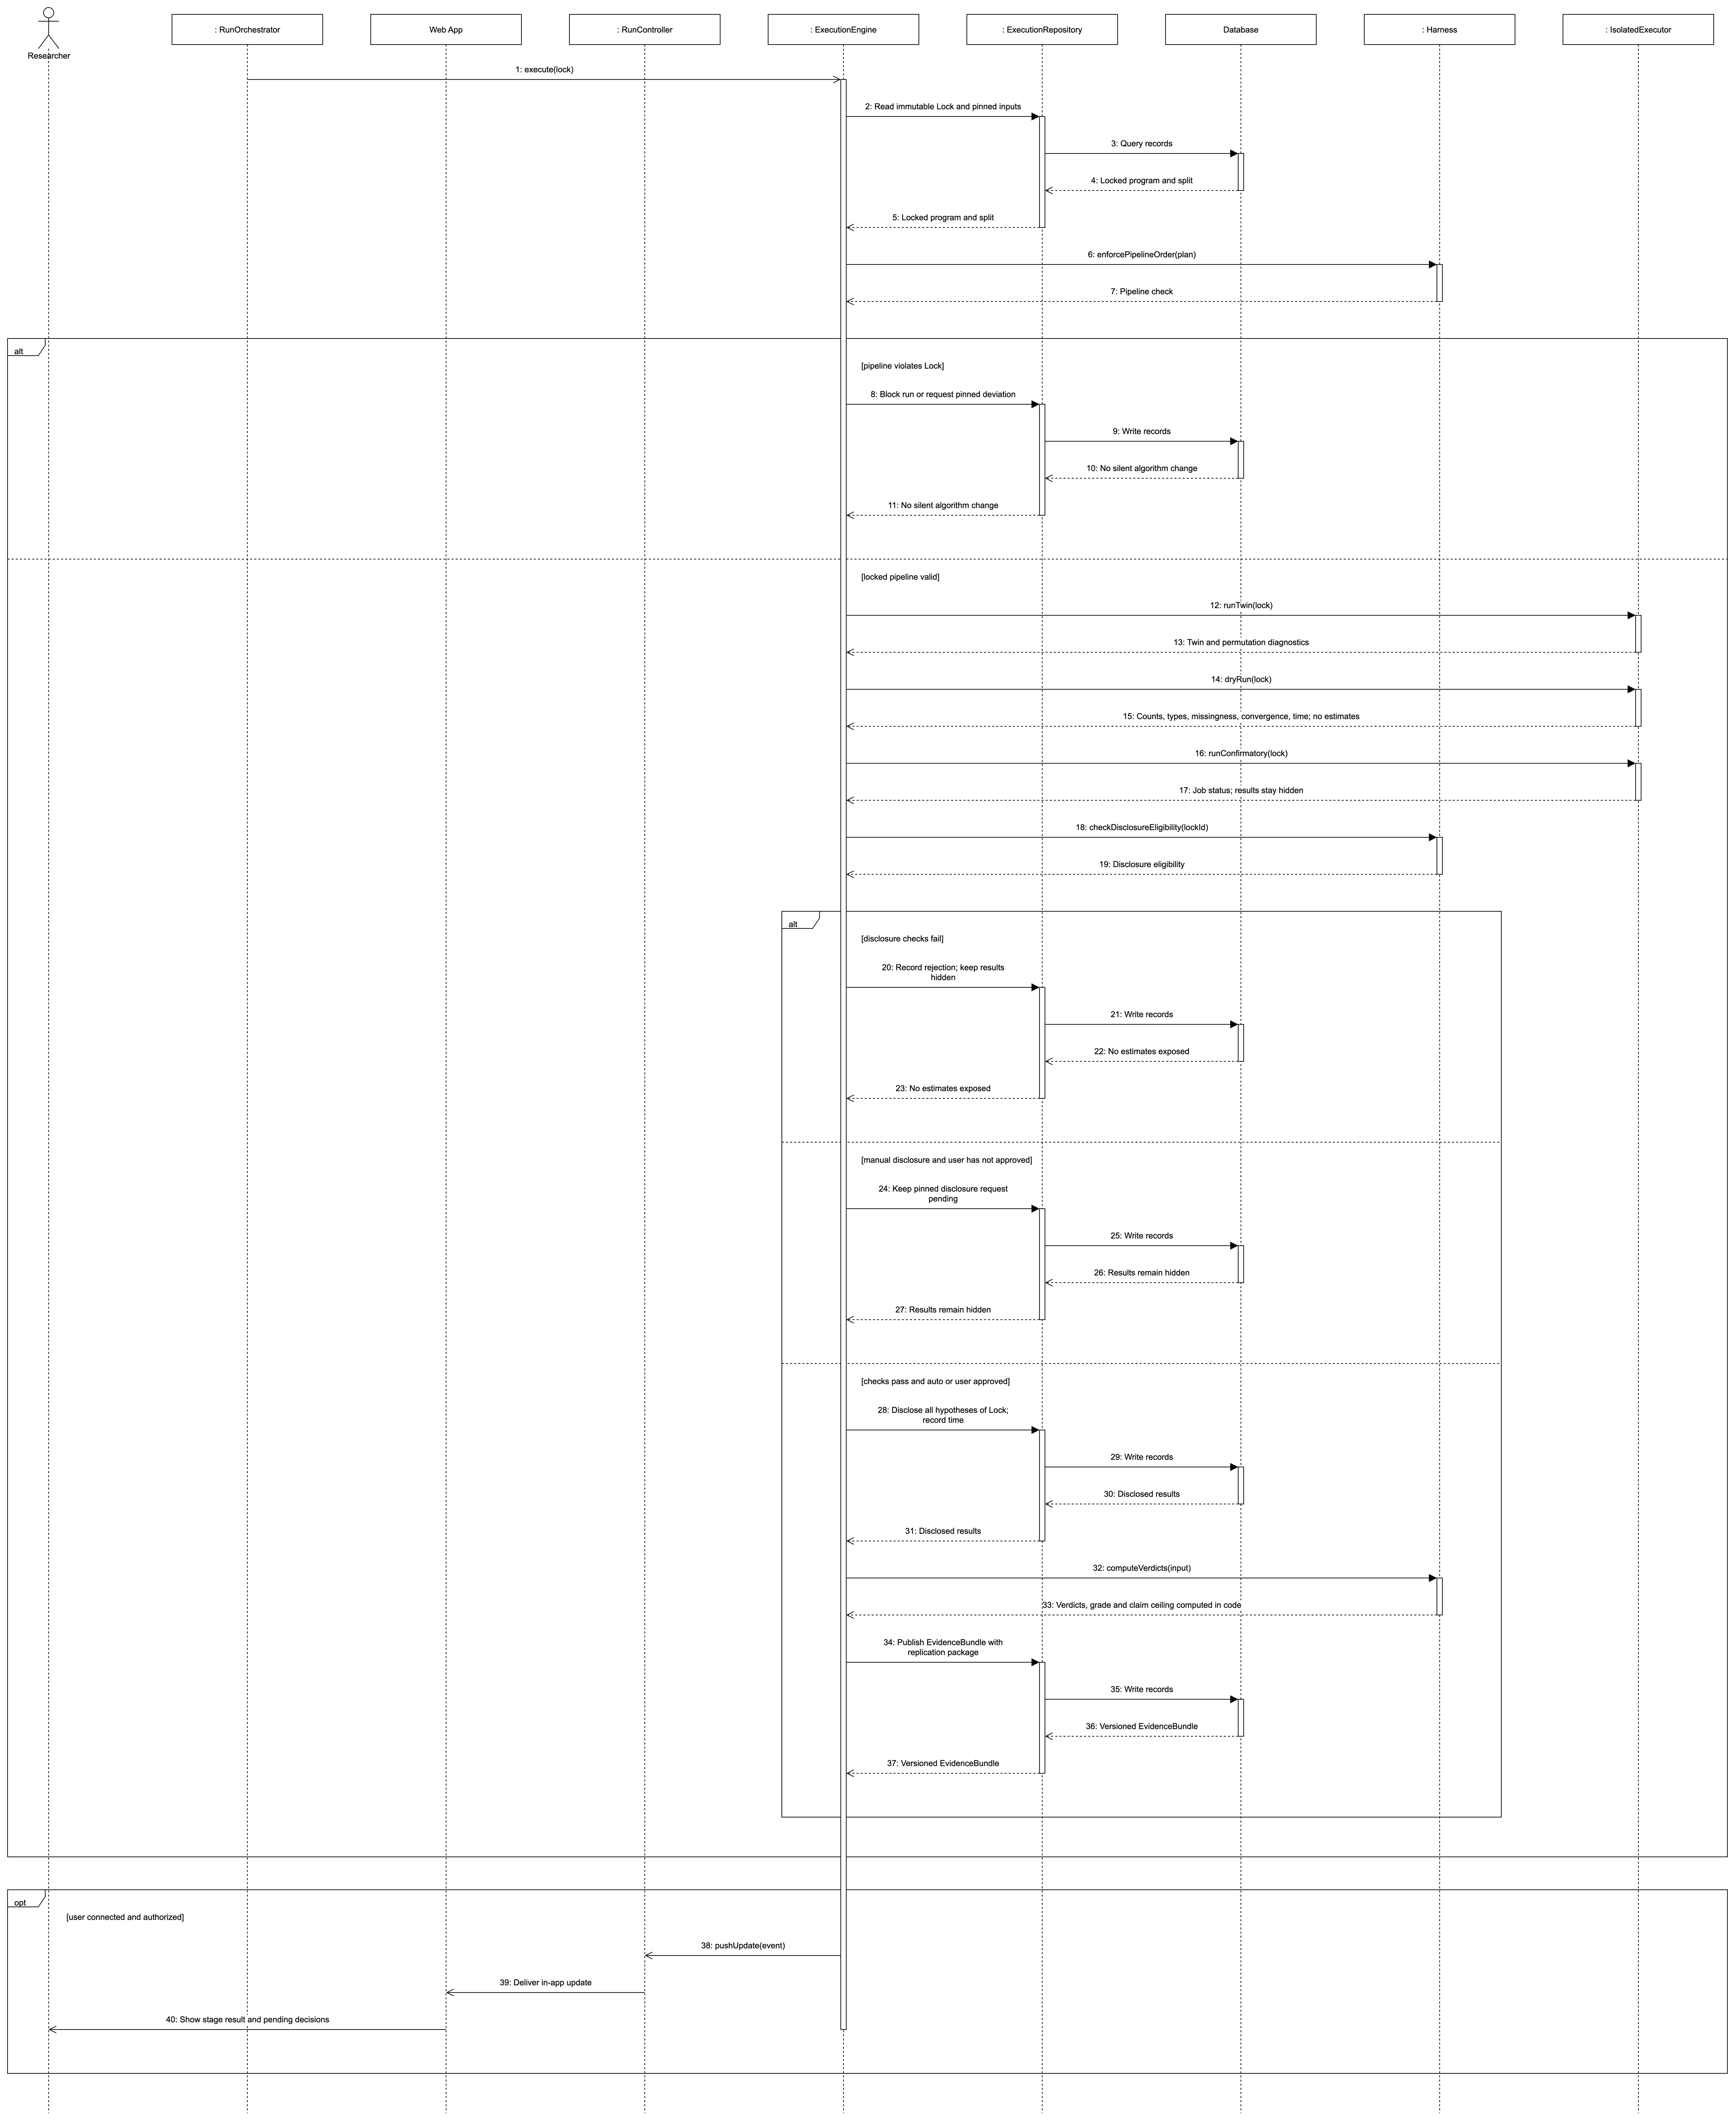 : RunOrchestrator
Web App
: RunController
: ExecutionEngine
: ExecutionRepository
Database
: Harness
: IsolatedExecutor
Researcher
1: execute(lock)
2: Read immutable Lock and pinned inputs
3: Query records
4: Locked program and split
5: Locked program and split
6: enforcePipelineOrder(plan)
7: Pipeline check
alt
[pipeline violates Lock]
8: Block run or request pinned deviation
9: Write records
10: No silent algorithm change
11: No silent algorithm change
[locked pipeline valid]
12: runTwin(lock)
13: Twin and permutation diagnostics
14: dryRun(lock)
15: Counts, types, missingness, convergence, time; no estimates
16: runConfirmatory(lock)
17: Job status; results stay hidden
18: checkDisclosureEligibility(lockId)
19: Disclosure eligibility
alt
[disclosure checks fail]
20: Record rejection; keep results
hidden
21: Write records
22: No estimates exposed
23: No estimates exposed
[manual disclosure and user has not approved]
24: Keep pinned disclosure request
pending
25: Write records
26: Results remain hidden
27: Results remain hidden
[checks pass and auto or user approved]
28: Disclose all hypotheses of Lock;
record time
29: Write records
30: Disclosed results
31: Disclosed results
32: computeVerdicts(input)
33: Verdicts, grade and claim ceiling computed in code
34: Publish EvidenceBundle with
replication package
35: Write records
36: Versioned EvidenceBundle
37: Versioned EvidenceBundle
opt
[user connected and authorized]
38: pushUpdate(event)
39: Deliver in-app update
40: Show stage result and pending decisions